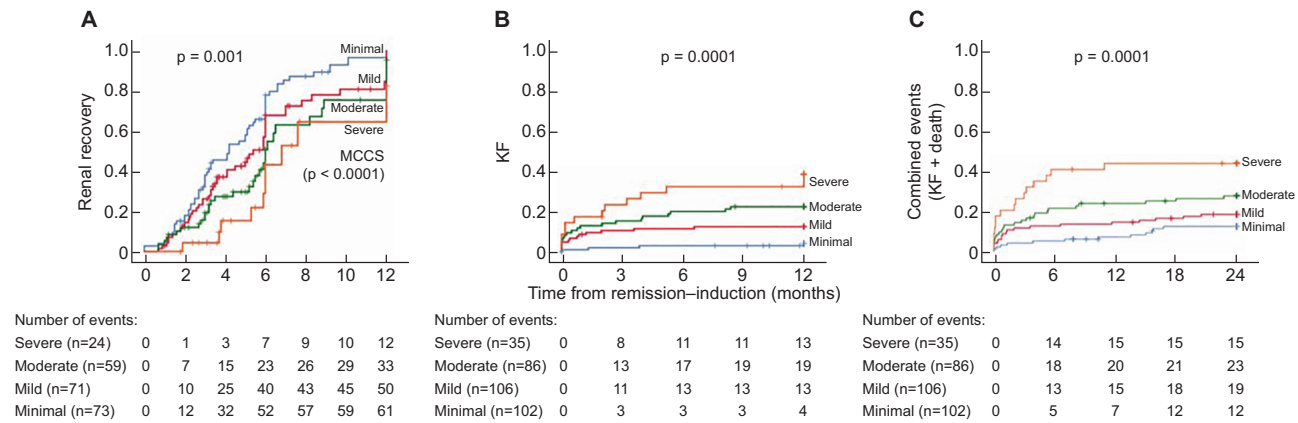 A
Renal recovery
1.0
0.8
0.6
0.4
0.2
0
p = 0.001
Minimal
Mild
Moderate
Severe
MCCS
(p < 0.0001)
0 2 4 6 8 10 12
B
KF
1.0
0.8
0.6
0.4
0.2
0
p = 0.0001
Severe
Moderate
Mild
Minimal
0 3 6 9 12
Time from remission–induction (months)
C
Combined events
(KF + death)
1.0
0.8
0.6
0.4
0.2
0
p = 0.0001
Severe
Moderate
Mild
Minimal
0 6 12 18 24
Number of events:
Severe (n=24) 0 1 3 7 9 10 12
Moderate (n=59) 0 7 15 23 26 29 33
Mild (n=71) 0 10 25 40 43 45 50
Minimal (n=73) 0 12 32 52 57 59 61
Number of events:
Severe (n=35) 0 8 11 11 13
Moderate (n=86) 0 13 17 19 19
Mild (n=106) 0 11 13 13 13
Minimal (n=102) 0 3 3 3 4
Number of events:
Severe (n=35) 0 14 15 15 15
Moderate (n=86) 0 18 20 21 23
Mild (n=106) 0 13 15 18 19
Minimal (n=102) 0 5 7 12 12